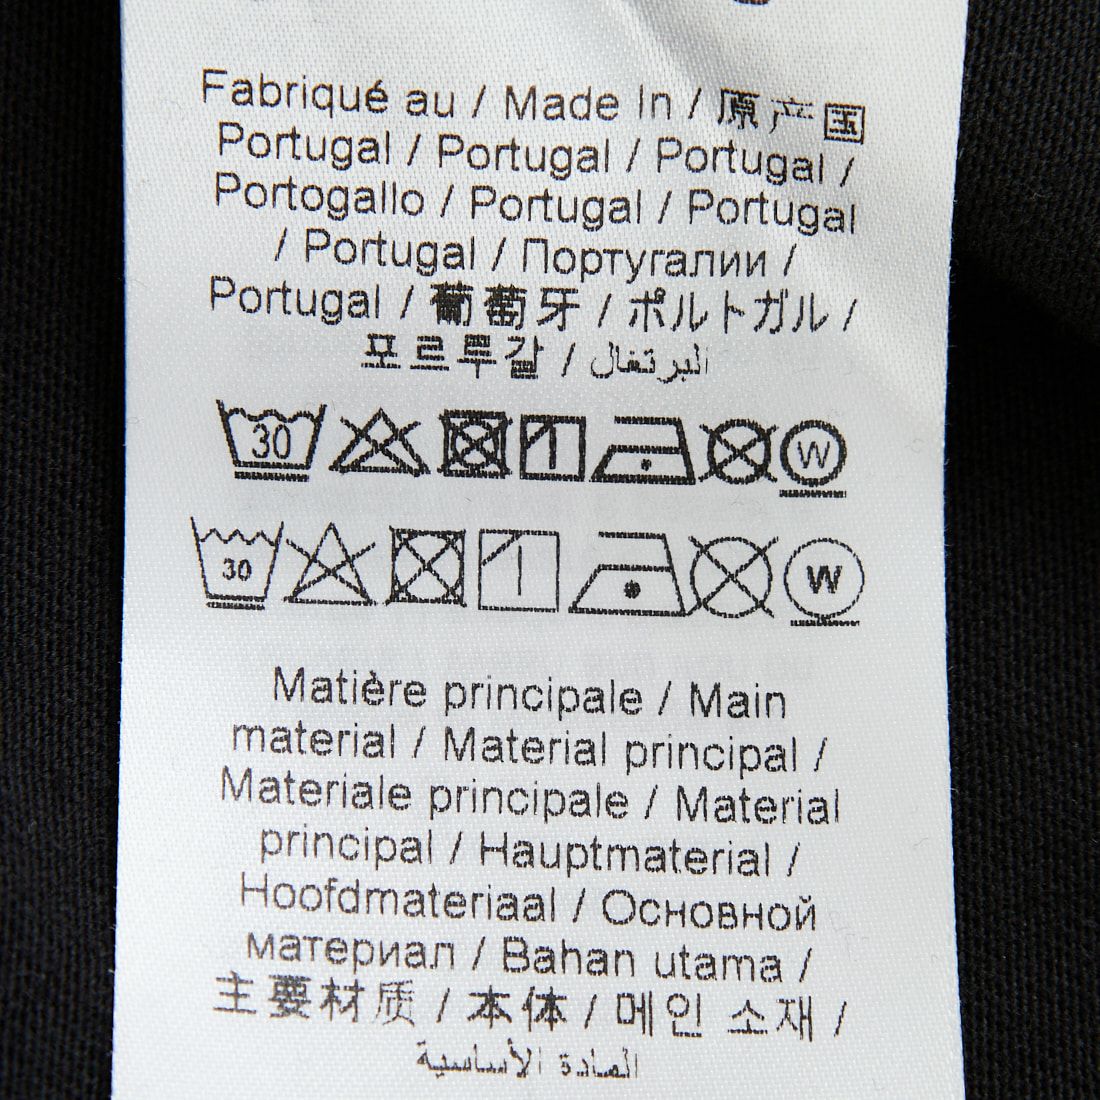 Fabriqué au / Made In / 原产国
Portugal / Portugal / Portugal /
Portogallo / Portugal / Portugal
/ Portugal / Португалии /
Portugal / 葡萄牙 / ポルトガル /
포르투갈 / البرتغال
30 W
30 W
Matière principale / Main
material / Material principal /
Materiale principale / Material
principal / Hauptmaterial /
Hoofdmateriaal / Основной
материал / Bahan utama /
主要材质 / 本体 / 메인 소재 /
المادة الأساسية